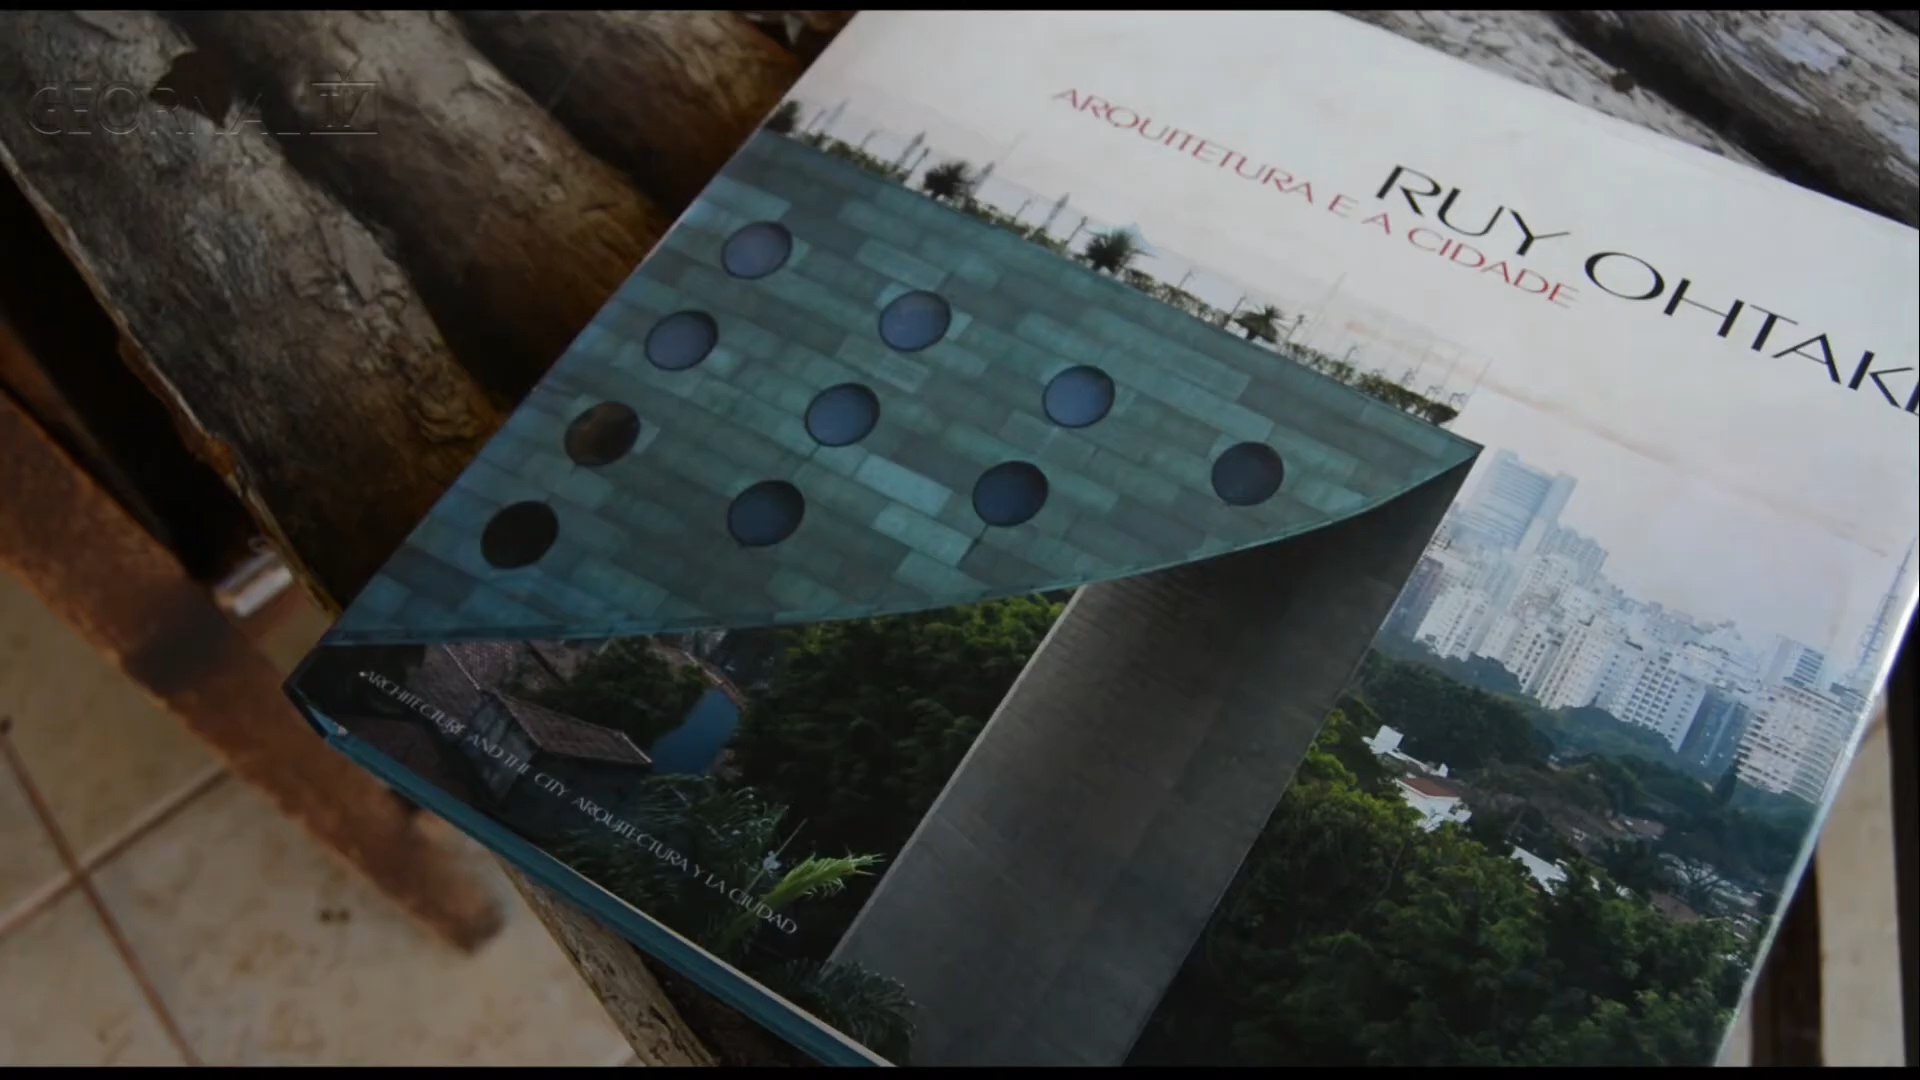 GEORNAL TV
RUY OHTAKE
ARQUITETURA E A CIDADE
ARCHITECTURE AND THE CITY ARQUITECTURA Y LA CIUDAD